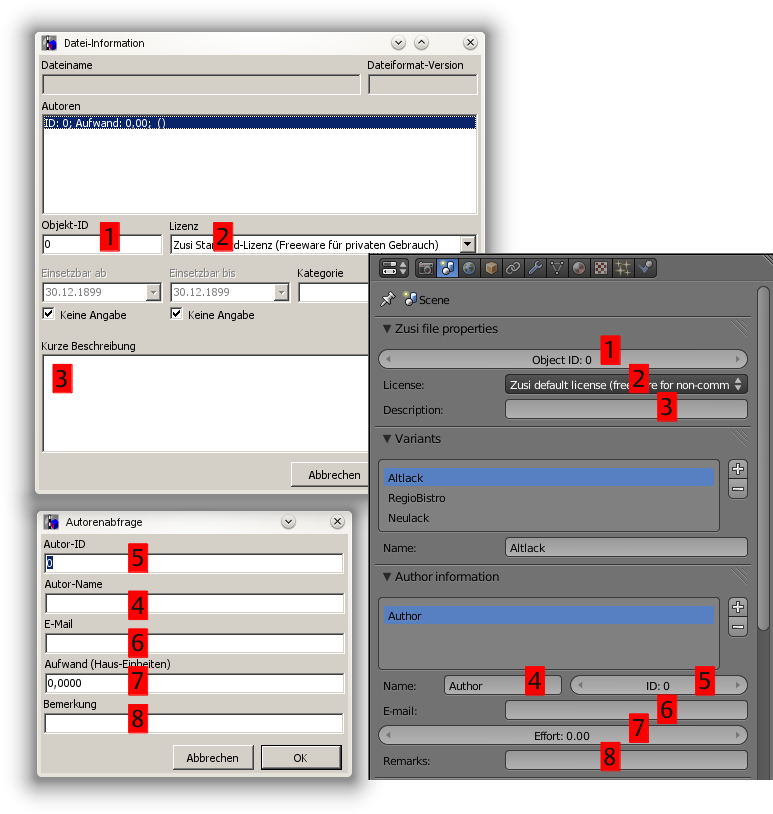 Datei-Information
Dateiname
Dateiformat-Version
Autoren
ID: 0; Aufwand: 0,00; ()
Objekt-ID
1
Lizenz
2
0
Zusi Standard-Lizenz (Freeware für privaten Gebrauch)
Einsetzbar ab
Einsetzbar bis
Kategorie
30.12.1899
30.12.1899
Keine Angabe
Keine Angabe
Kurze Beschreibung
3
Abbrechen
Autorenabfrage
Autor-ID
5
0
Autor-Name
4
E-Mail
6
Aufwand (Haus-Einheiten)
7
0,0000
Bemerkung
8
Abbrechen
OK
Scene
Zusi file properties
1
Object ID: 0
2
License:
Zusi default license (freeware for non-comm
3
Description:
Variants
Altlack
RegioBistro
Neulack
Name:
Altlack
Author information
Author
Name:
Author
4
ID: 0
5
E-mail:
6
Effort: 0.00
7
Remarks:
8